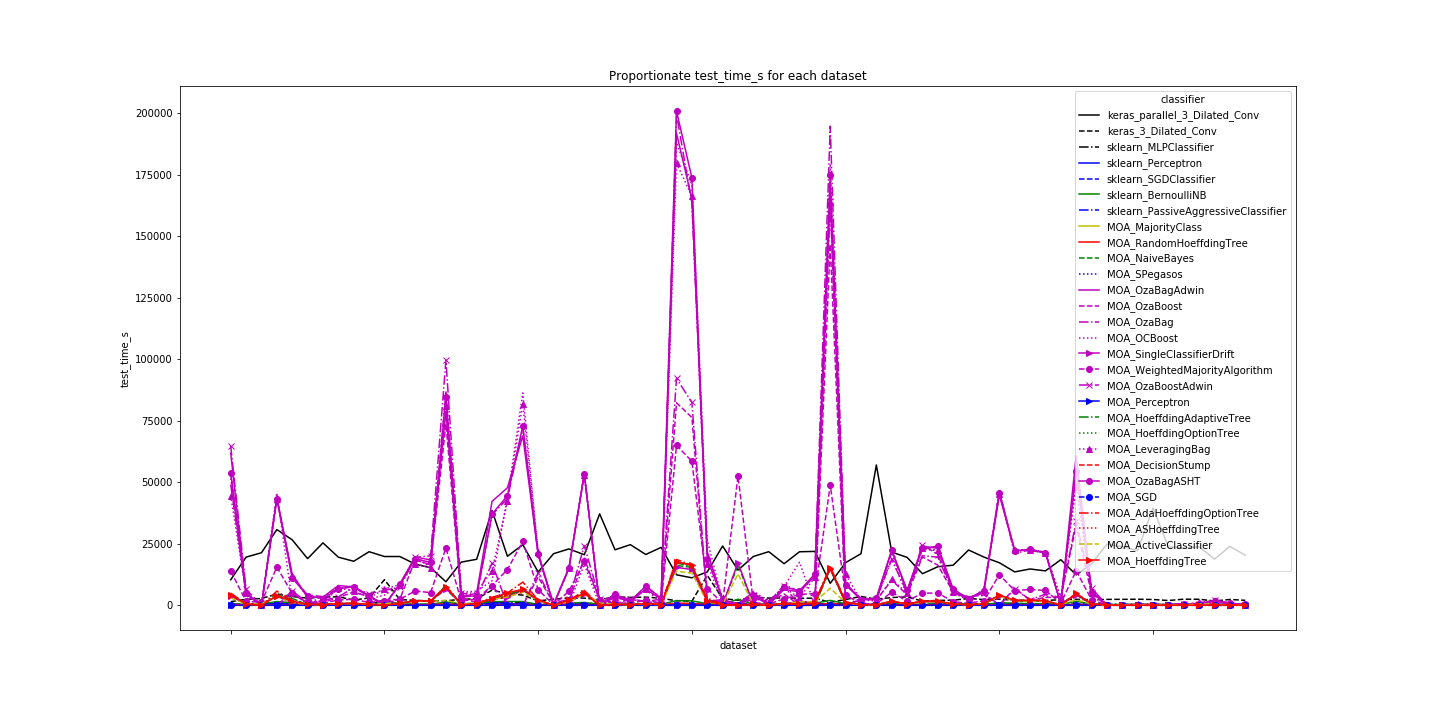 Proportionate test_time_s for each dataset
200000
175000
150000
125000
100000
75000
50000
25000
0
test_time_s
dataset
classifier
keras_parallel_3_Dilated_Conv
keras_3_Dilated_Conv
sklearn_MLPClassifier
sklearn_Perceptron
sklearn_SGDClassifier
sklearn_BernoulliNB
sklearn_PassiveAggressiveClassifier
MOA_MajorityClass
MOA_RandomHoeffdingTree
MOA_NaiveBayes
MOA_SPegasos
MOA_OzaBagAdwin
MOA_OzaBoost
MOA_OzaBag
MOA_OCBoost
MOA_SingleClassifierDrift
MOA_WeightedMajorityAlgorithm
MOA_OzaBoostAdwin
MOA_Perceptron
MOA_HoeffdingAdaptiveTree
MOA_HoeffdingOptionTree
MOA_LeveragingBag
MOA_DecisionStump
MOA_OzaBagASHT
MOA_SGD
MOA_AdaHoeffdingOptionTree
MOA_ASHoeffdingTree
MOA_ActiveClassifier
MOA_HoeffdingTree